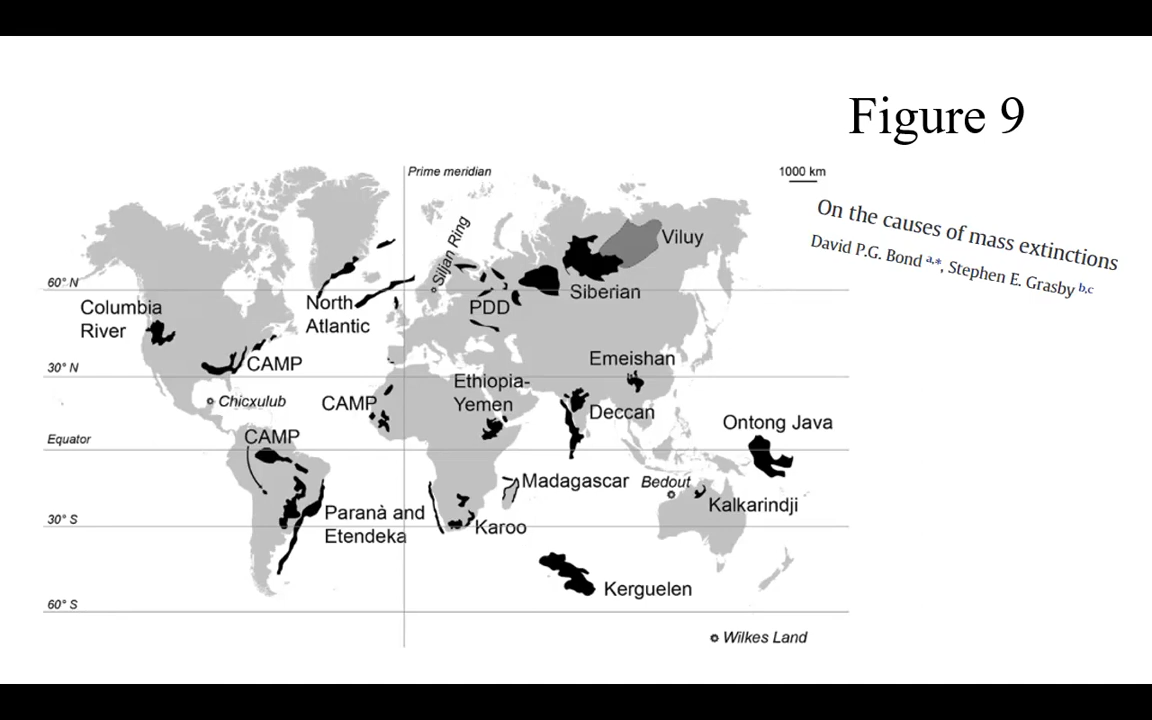 Figure 9
Prime meridian
1000 km
On the causes of mass extinctions
David P.G. Bond a,*, Stephen E. Grasby b,c
Siljan Ring
Viluy
60° N
Siberian
Columbia
River
North
Atlantic
PDD
Emeishan
30° N
CAMP
Ethiopia-
Yemen
Chicxulub
CAMP
Deccan
Ontong Java
Equator
CAMP
Madagascar
Bedout
Kalkarindji
Paranà and
Etendeka
30° S
Karoo
Kerguelen
60° S
Wilkes Land